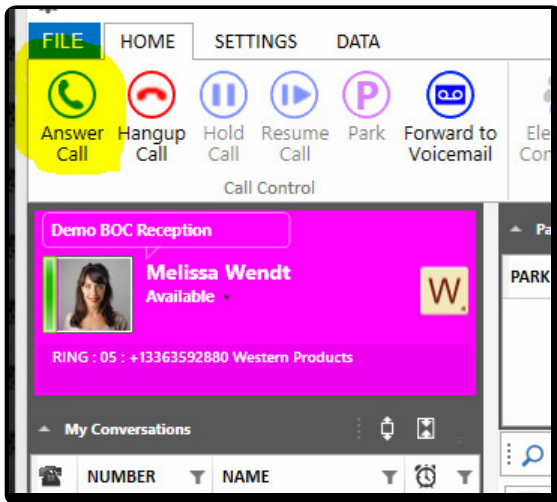 FILE HOME SETTINGS DATA
Answer Call
Hangup Call
Hold Call
Resume Call
Park
Forward to Voicemail
Call Control
Demo BOC Reception
Melissa Wendt
Available
W
RING : 05 : +13363592880 Western Products
PARK
My Conversations
NUMBER NAME